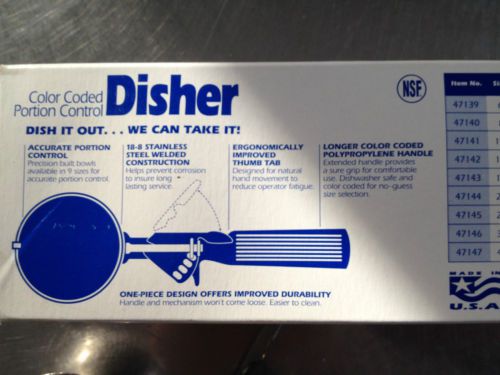 Color Coded
Portion Control
Disher
NSF
DISH IT OUT. . . WE CAN TAKE IT!
ACCURATE PORTION
CONTROL
Precision built bowls
available in 9 sizes for
accurate portion control.
18-8 STAINLESS
STEEL WELDED
CONSTRUCTION
Helps prevent corrosion
to insure long
lasting service.
ERGONOMICALLY
IMPROVED
THUMB TAB
Designed for natural
hand movement to
reduce operator fatigue.
LONGER COLOR CODED
POLYPROPYLENE HANDLE
Extended handle provides
a sure grip for comfortable
use. Dishwasher safe and
color coded for no-guess
size selection.
Item No.
47139
47140
47141
47142
47143
47144
47145
47146
47147
ONE-PIECE DESIGN OFFERS IMPROVED DURABILITY
Handle and mechanism won't come loose. Easier to clean.
MADE IN
U.S.A